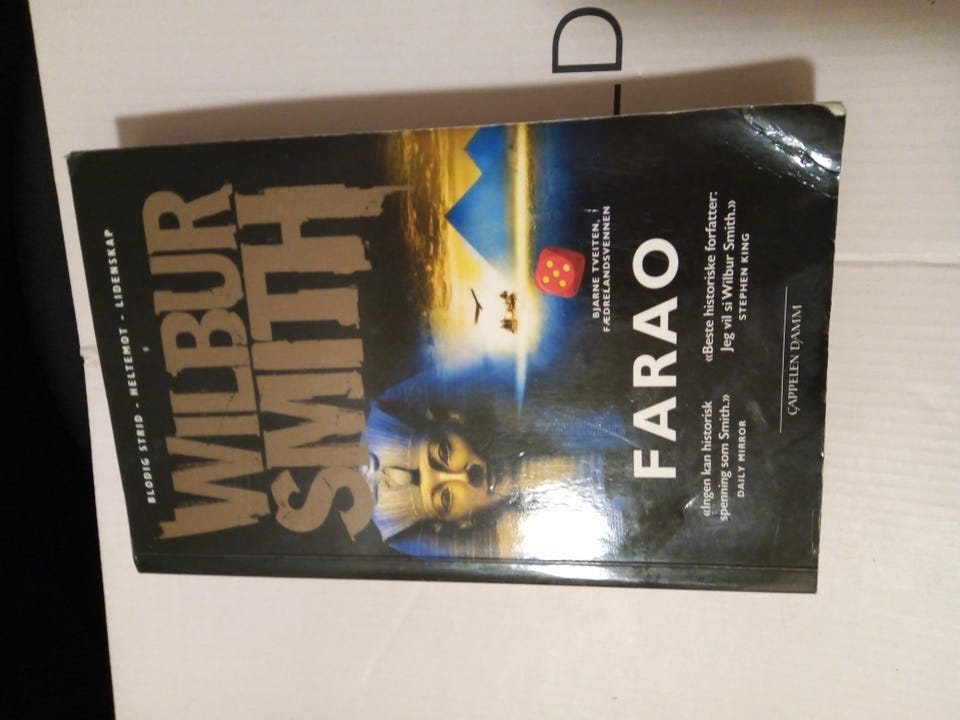 BLODIG STRID - HELTEMOT - LIDENSKAP
WILBUR
SMITH
BJARNE TVEITEN, I
FÆDRELANDSVENNEN
FARAO
«Ingen kan historisk
spenning som Smith.»
DAILY MIRROR
«Beste historiske forfatter:
Jeg vil si Wilbur Smith.»
STEPHEN KING
CAPPELEN DAMM
D